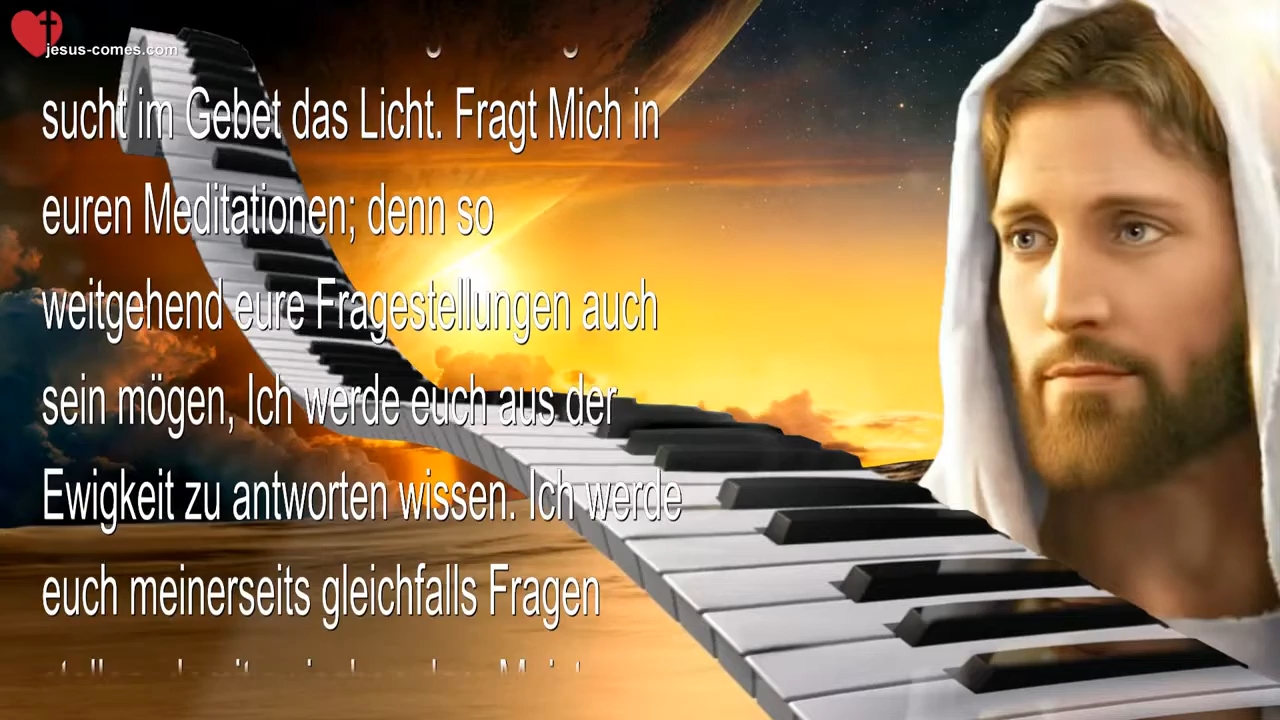 jesus-comes.com
sucht im Gebet das Licht. Fragt Mich in
euren Meditationen; denn so
weitgehend eure Fragestellungen auch
sein mögen, Ich werde euch aus der
Ewigkeit zu antworten wissen. Ich werde
euch meinerseits gleichfalls Fragen